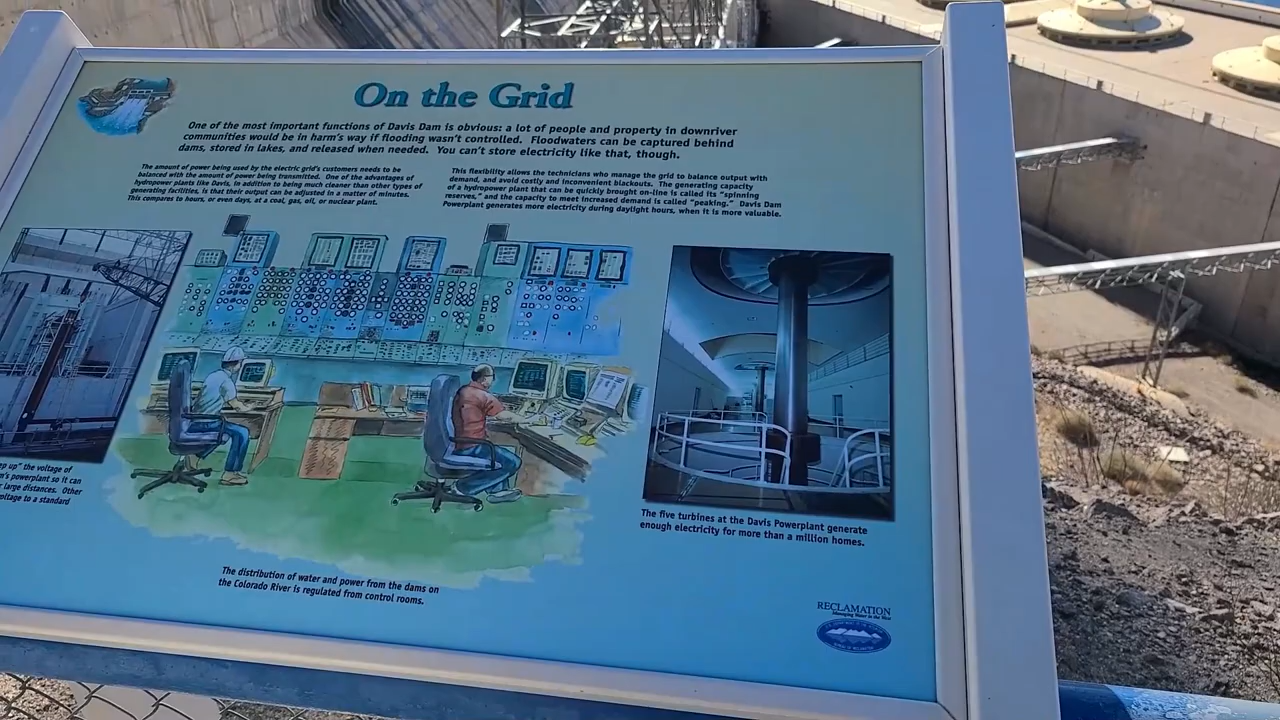 On the Grid
One of the most important functions of Davis Dam is obvious: a lot of people and property in downriver
communities would be in harm's way if flooding wasn't controlled. Floodwaters can be captured behind
dams, stored in lakes, and released when needed. You can't store electricity like that, though.
The amount of power being used by the electric grid's customers needs to be
balanced with the amount of power being transmitted. One of the advantages of
hydropower plants like Davis, in addition to being much cleaner than other types of
generating facilities, is that their output can be adjusted in a matter of minutes.
This compares to hours, or even days, at a coal, gas, oil, or nuclear plant.
This flexibility allows the technicians who manage the grid to balance output with
demand, and avoid costly and inconvenient blackouts. The generating capacity
of a hydropower plant that can be quickly brought on-line is called its "spinning
reserves," and the capacity to meet increased demand is called "peaking." Davis Dam
Powerplant generates more electricity during daylight hours, when it is more valuable.
ep up" the voltage of
m's powerplant so it can
r large distances. Other
oltage to a standard
The five turbines at the Davis Powerplant generate
enough electricity for more than a million homes.
The distribution of water and power from the dams on
the Colorado River is regulated from control rooms.
RECLAMATION
Managing Water in the West